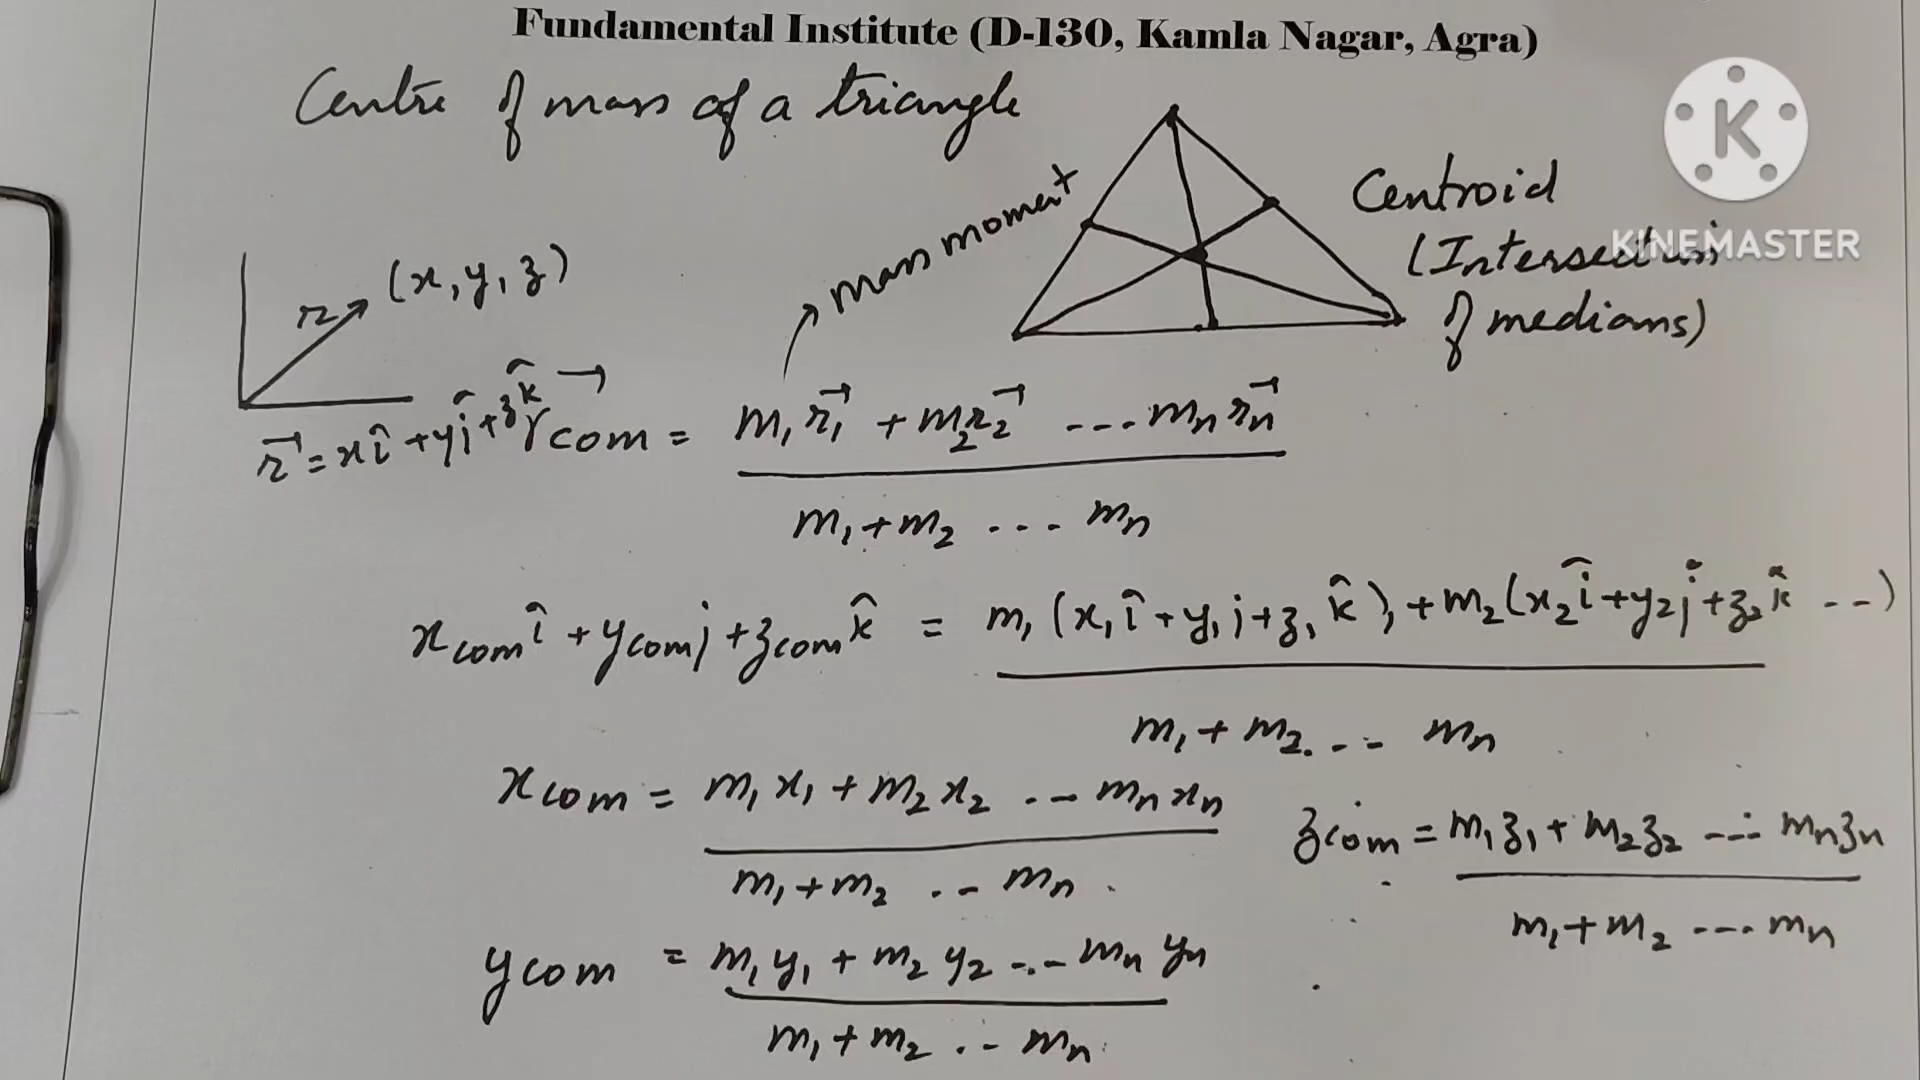 Fundamental Institute (D-130, Kamla Nagar, Agra)
Centre of mass of a triangle
K
KINEMASTER
Centroid
(Intersection
of medians)
mass moment
r (x, y, z)
r⃗ = xî + yĵ + zk̂
r⃗com = m₁r⃗₁ + m₂r⃗₂ ---- mₙr⃗ₙ
m₁+m₂ .... mₙ
xcom î + ycom j + zcom k̂ = m₁(x₁î + y₁j + z₁k̂), + m₂(x₂î + y₂j + z₂k̂ --)
m₁ + m₂. -- mₙ
xcom = m₁x₁ + m₂x₂ .-- mₙxₙ
m₁+m₂ .-- mₙ
zcom = m₁z₁ + m₂z₂ ---- mₙzₙ
m₁+m₂ ---- mₙ
ycom = m₁y₁ + m₂y₂ -.- mₙyₙ
m₁+m₂ .-- mₙ